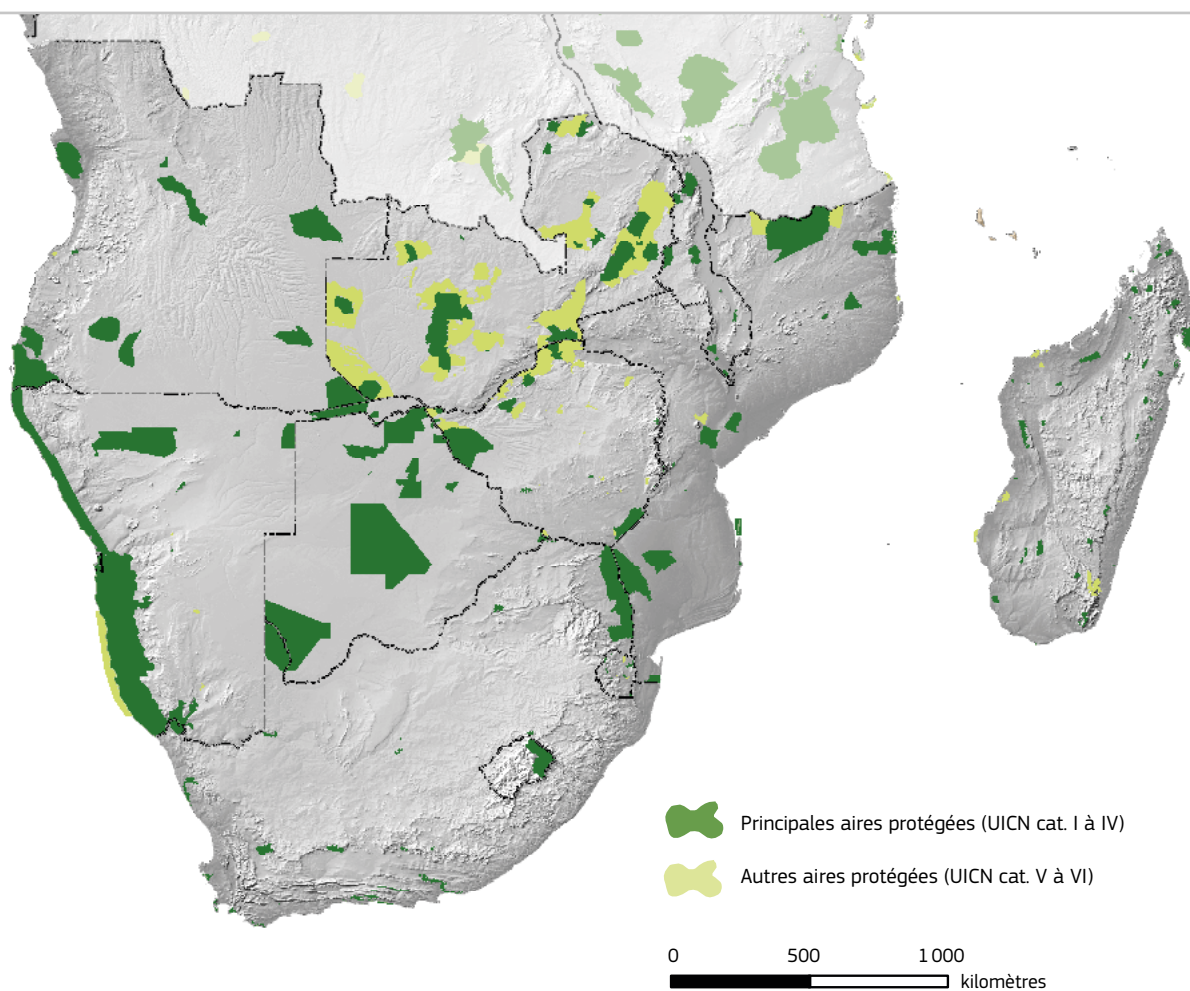 Principales aires protégées (UICN cat. I à IV)
Autres aires protégées (UICN cat. V à VI)
0 500 1 000
kilomètres